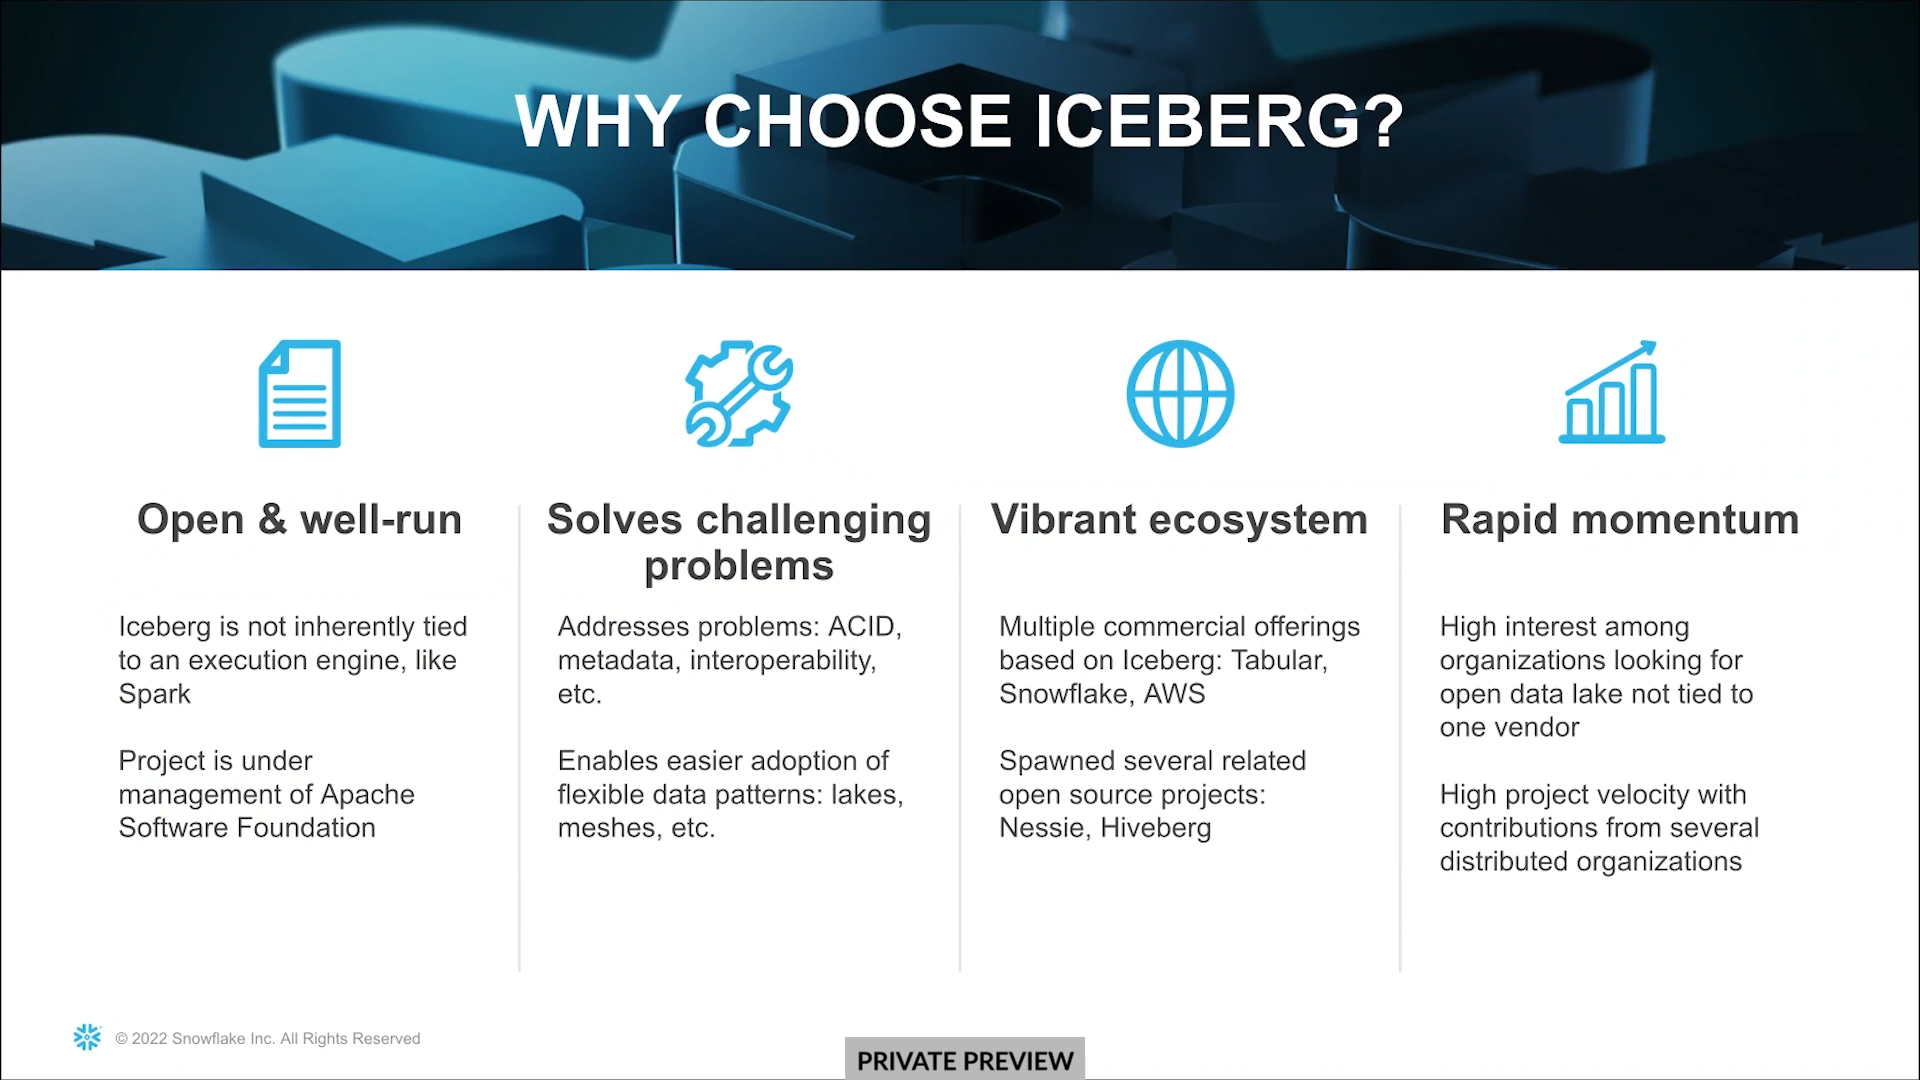 WHY CHOOSE ICEBERG?
Open & well-run
Iceberg is not inherently tied
to an execution engine, like
Spark
Project is under
management of Apache
Software Foundation
Solves challenging
problems
Addresses problems: ACID,
metadata, interoperability,
etc.
Enables easier adoption of
flexible data patterns: lakes,
meshes, etc.
Vibrant ecosystem
Multiple commercial offerings
based on Iceberg: Tabular,
Snowflake, AWS
Spawned several related
open source projects:
Nessie, Hiveberg
Rapid momentum
High interest among
organizations looking for
open data lake not tied to
one vendor
High project velocity with
contributions from several
distributed organizations
© 2022 Snowflake Inc. All Rights Reserved
PRIVATE PREVIEW